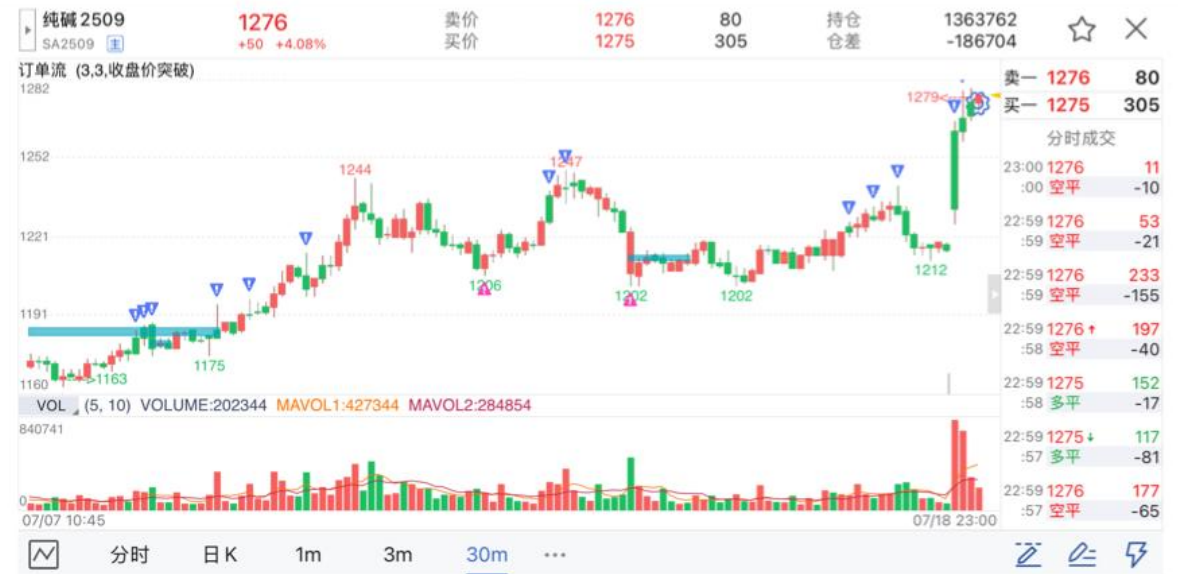 纯碱2509 1276 卖价 1276 80 持仓 1363762
SA2509 主 +50 +4.08% 买价 1275 305 仓差 -186704
订单流 (3,3,收盘价突破)
1282
1279<--
1252
1247
1244
1221
1212
1206
1202
1202
1191
1175
1160
-->1163
卖一 1276 80
买一 1275 305
分时成交
23:00 1276 11
:00 空平 -10
22:59 1276 53
:59 空平 -21
22:59 1276 233
:59 空平 -155
22:59 1276↑ 197
:58 空平 -40
22:59 1275 152
:58 多平 -17
22:59 1275↓ 117
:57 多平 -81
22:59 1276 177
:57 空平 -65
VOL (5, 10) VOLUME:202344 MAVOL1:427344 MAVOL2:284854
840741
0
07/07 10:45 07/18 23:00
分时 日K 1m 3m 30m ···